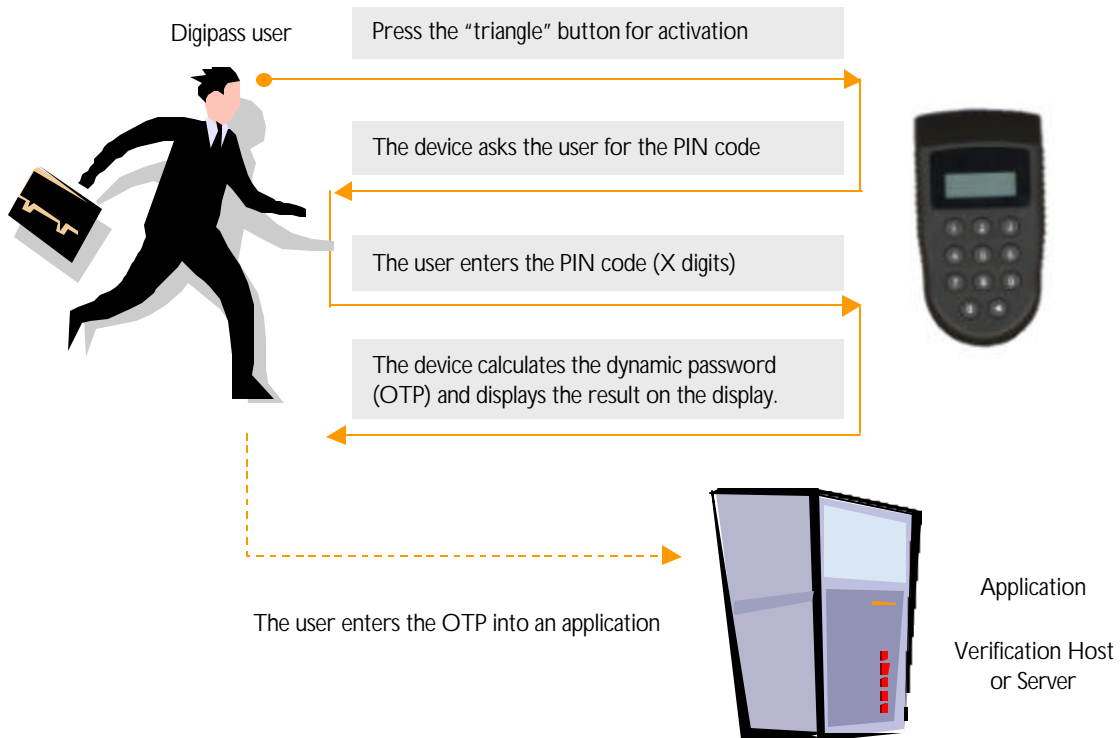 Digipass user
Press the “triangle” button for activation
The device asks the user for the PIN code
The user enters the PIN code (X digits)
The device calculates the dynamic password
(OTP) and displays the result on the display.
The user enters the OTP into an application
Application
Verification Host
or Server